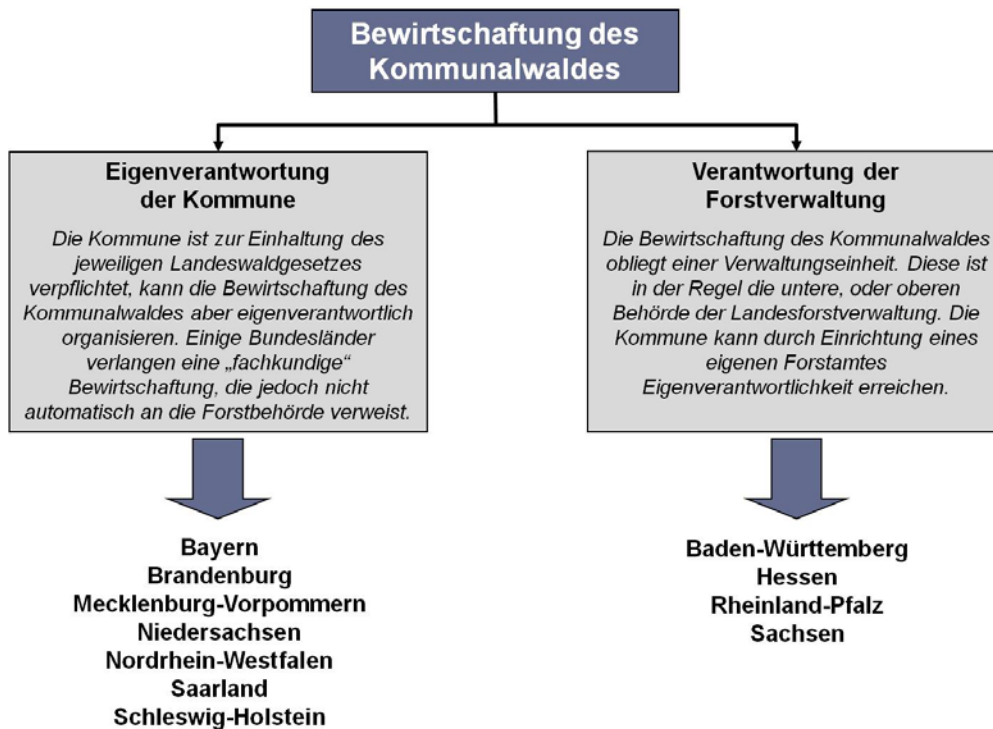 Bewirtschaftung des
Kommunalwaldes
Eigenverantwortung
der Kommune
Die Kommune ist zur Einhaltung des
jeweiligen Landeswaldgesetzes
verpflichtet, kann die Bewirtschaftung des
Kommunalwaldes aber eigenverantwortlich
organisieren. Einige Bundesländer
verlangen eine „fachkundige“
Bewirtschaftung, die jedoch nicht
automatisch an die Forstbehörde verweist.
Bayern
Brandenburg
Mecklenburg-Vorpommern
Niedersachsen
Nordrhein-Westfalen
Saarland
Schleswig-Holstein
Verantwortung der
Forstverwaltung
Die Bewirtschaftung des Kommunalwaldes
obliegt einer Verwaltungseinheit. Diese ist
in der Regel die untere, oder oberen
Behörde der Landesforstverwaltung. Die
Kommune kann durch Einrichtung eines
eigenen Forstamtes
Eigenverantwortlichkeit erreichen.
Baden-Württemberg
Hessen
Rheinland-Pfalz
Sachsen